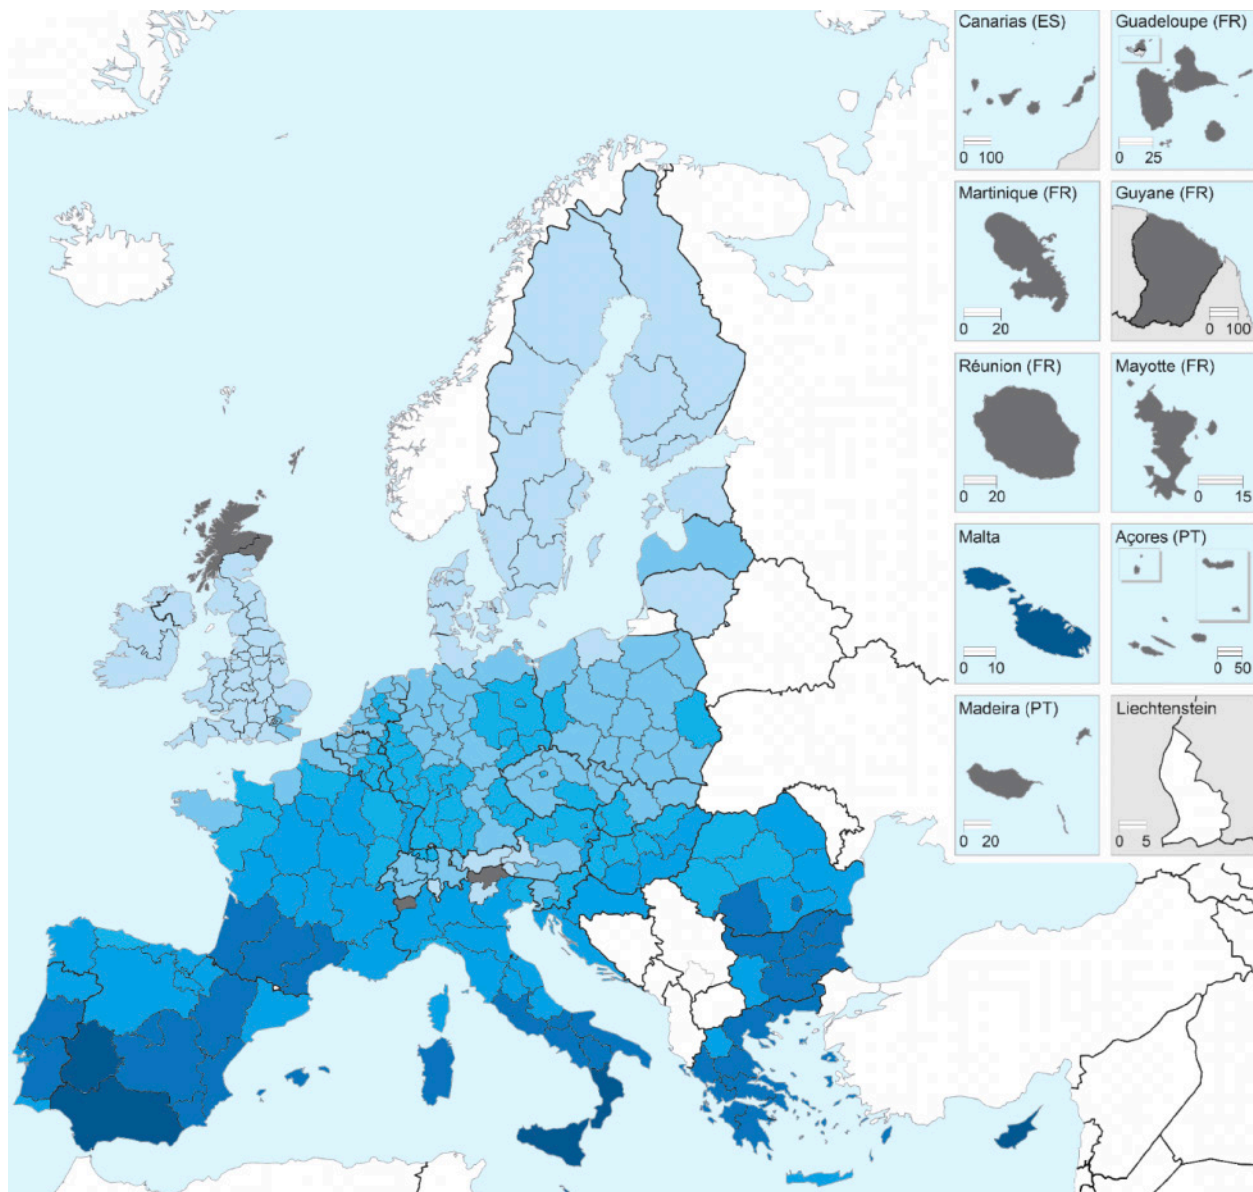 Canarias (ES)
0 100
Guadeloupe (FR)
0 25
Martinique (FR)
0 20
Guyane (FR)
0 100
Réunion (FR)
0 20
Mayotte (FR)
0 15
Malta
0 10
Açores (PT)
0 50
Madeira (PT)
0 20
Liechtenstein
0 5